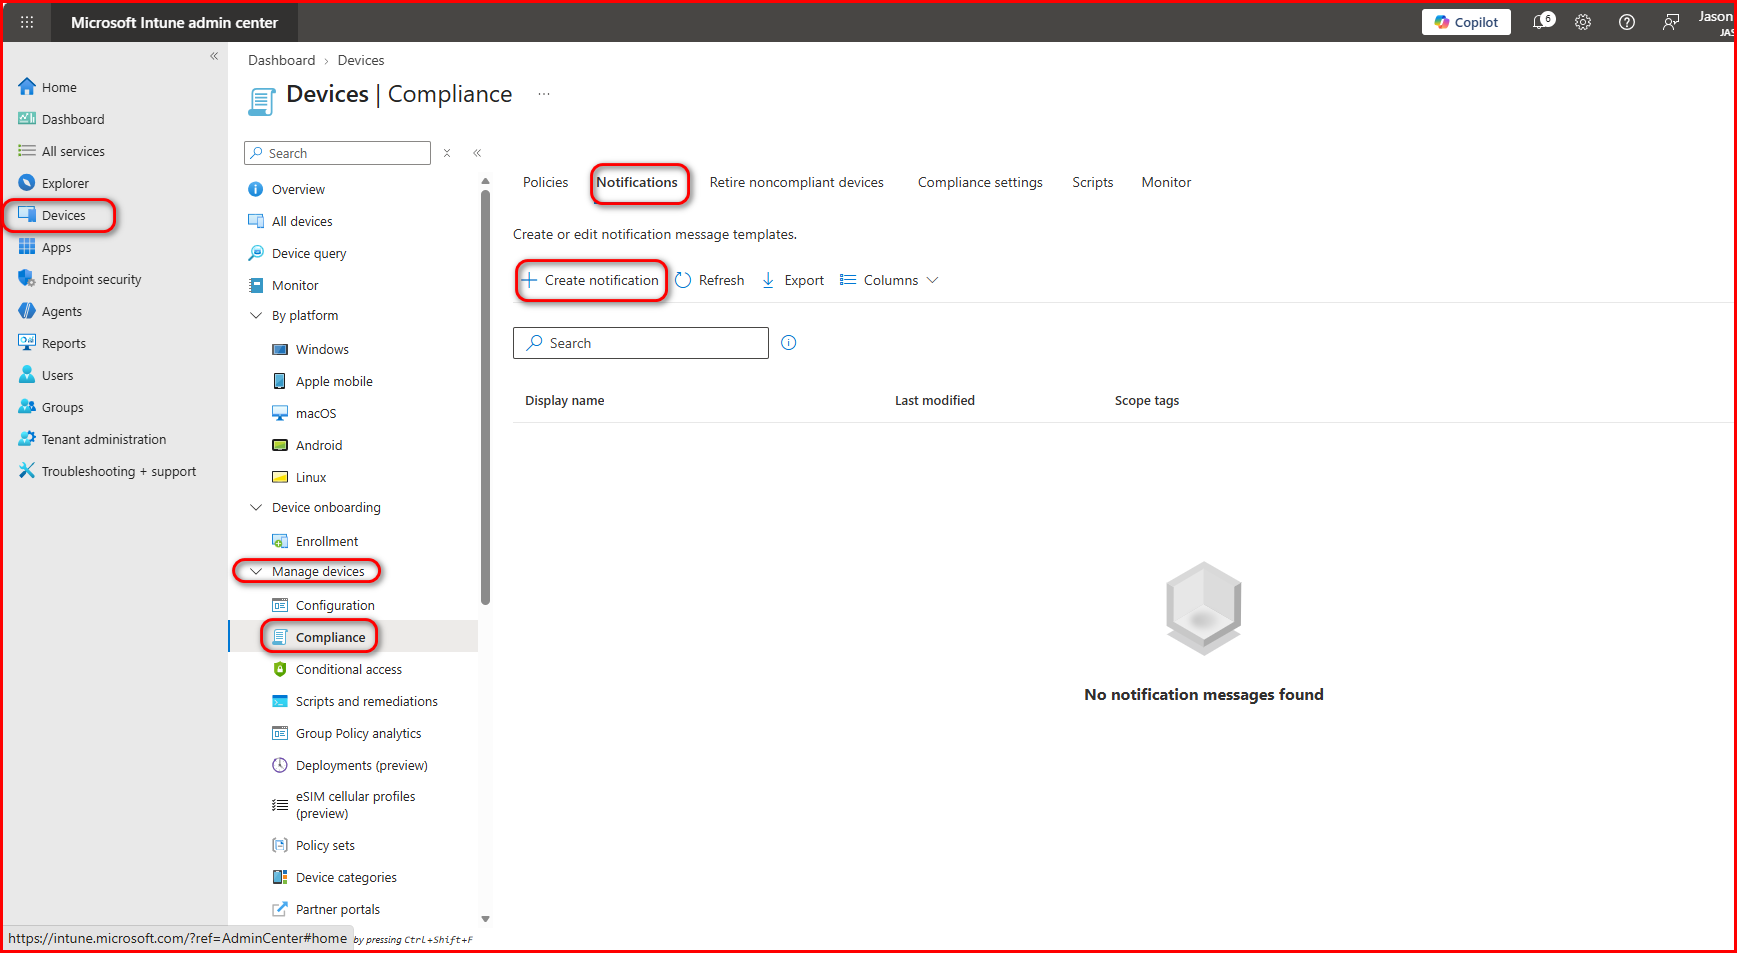 Microsoft Intune admin center
Copilot
6
Jason
JAS
Home
Dashboard
All services
Explorer
Devices
Apps
Endpoint security
Agents
Reports
Users
Groups
Tenant administration
Troubleshooting + support
Dashboard › Devices
Devices | Compliance ...
Search
Overview
All devices
Device query
Monitor
By platform
Windows
Apple mobile
macOS
Android
Linux
Device onboarding
Enrollment
Manage devices
Configuration
Compliance
Conditional access
Scripts and remediations
Group Policy analytics
Deployments (preview)
eSIM cellular profiles
(preview)
Policy sets
Device categories
Partner portals
Policies Notifications Retire noncompliant devices Compliance settings Scripts Monitor
Create or edit notification message templates.
Create notification Refresh Export Columns
Search
Display name Last modified Scope tags
No notification messages found
https://intune.microsoft.com/?ref=AdminCenter#home by pressing Ctrl+Shift+F